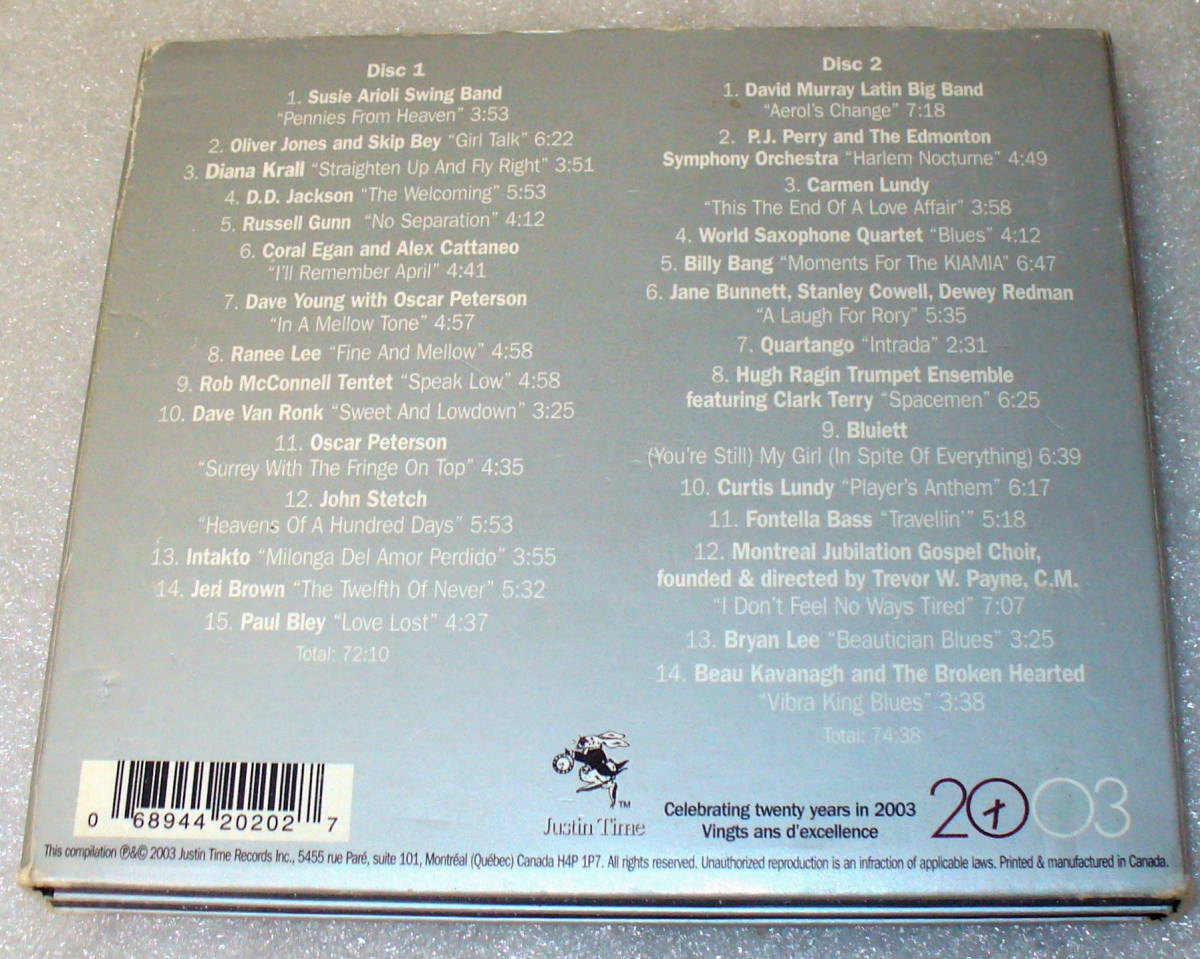 Disc 1
1. Susie Arioli Swing Band
"Pennies From Heaven" 3:53
2. Oliver Jones and Skip Bey "Girl Talk" 6:22
3. Diana Krall "Straighten Up And Fly Right" 3:51
4. D.D. Jackson "The Welcoming" 5:53
5. Russell Gunn "No Separation" 4:12
6. Coral Egan and Alex Cattaneo
"I'll Remember April" 4:41
7. Dave Young with Oscar Peterson
"In A Mellow Tone" 4:57
8. Ranee Lee "Fine And Mellow" 4:58
9. Rob McConnell Tentet "Speak Low" 4:58
10. Dave Van Ronk "Sweet And Lowdown" 3:25
11. Oscar Peterson
"Surrey With The Fringe On Top" 4:35
12. John Stetch
"Heavens Of A Hundred Days" 5:53
13. Intakto "Milonga Del Amor Perdido" 3:55
14. Jeri Brown "The Twelfth Of Never" 5:32
15. Paul Bley "Love Lost" 4:37
Total: 72:10
Disc 2
1. David Murray Latin Big Band
"Aerol's Change" 7:18
2. P.J. Perry and The Edmonton
Symphony Orchestra "Harlem Nocturne" 4:49
3. Carmen Lundy
"This The End Of A Love Affair" 3:58
4. World Saxophone Quartet "Blues" 4:12
5. Billy Bang "Moments For The KIAMIA" 6:47
6. Jane Bunnett, Stanley Cowell, Dewey Redman
"A Laugh For Rory" 5:35
7. Quartango "Intrada" 2:31
8. Hugh Ragin Trumpet Ensemble
featuring Clark Terry "Spacemen" 6:25
9. Bluiett
(You're Still) My Girl (In Spite Of Everything) 6:39
10. Curtis Lundy "Player's Anthem" 6:17
11. Fontella Bass "Travellin'" 5:18
12. Montreal Jubilation Gospel Choir,
founded & directed by Trevor W. Payne, C.M.
"I Don't Feel No Ways Tired" 7:07
13. Bryan Lee "Beautician Blues" 3:25
14. Beau Kavanagh and The Broken Hearted
"Vibra King Blues" 3:38
Total: 74:38
0 68944 20202 7
TM
Justin Time
Celebrating twenty years in 2003
Vingts ans d'excellence
2003
This compilation ℗&© 2003 Justin Time Records Inc., 5455 rue Paré, suite 101, Montréal (Québec) Canada H4P 1P7. All rights reserved. Unauthorized reproduction is an infraction of applicable laws. Printed & manufactured in Canada.